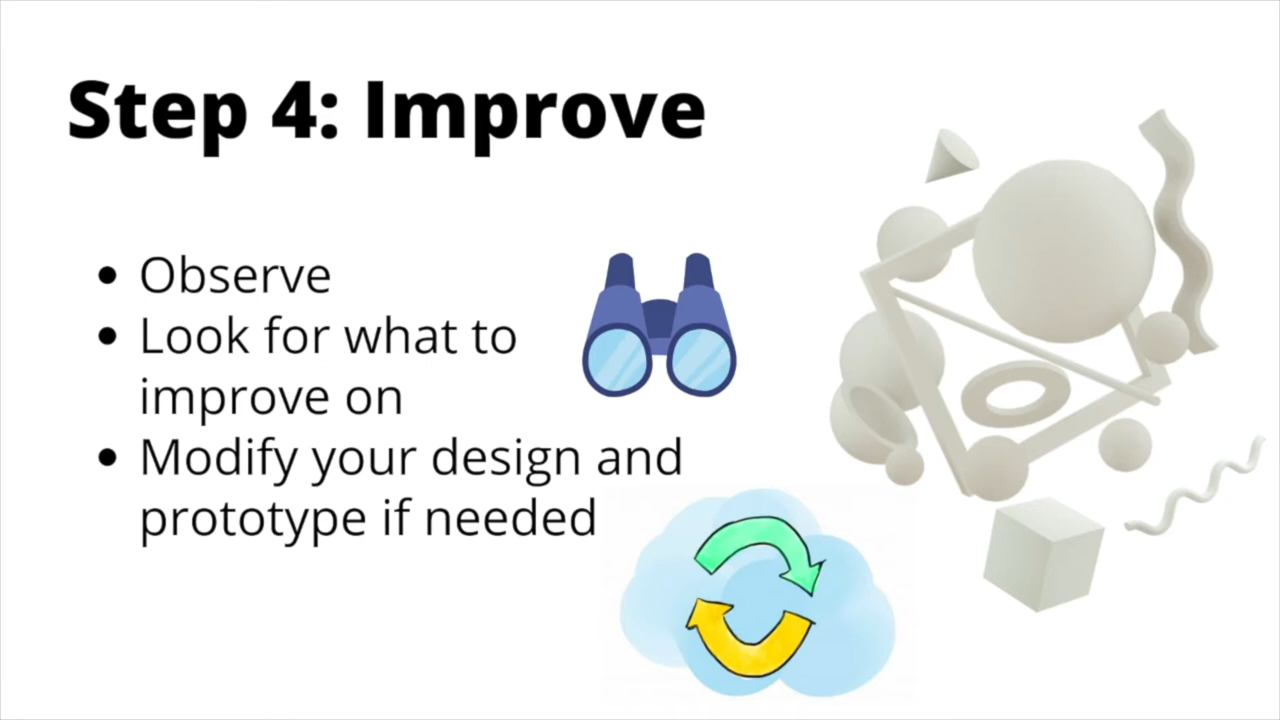 Step 4: Improve
• Observe
• Look for what to
improve on
• Modify your design and
prototype if needed